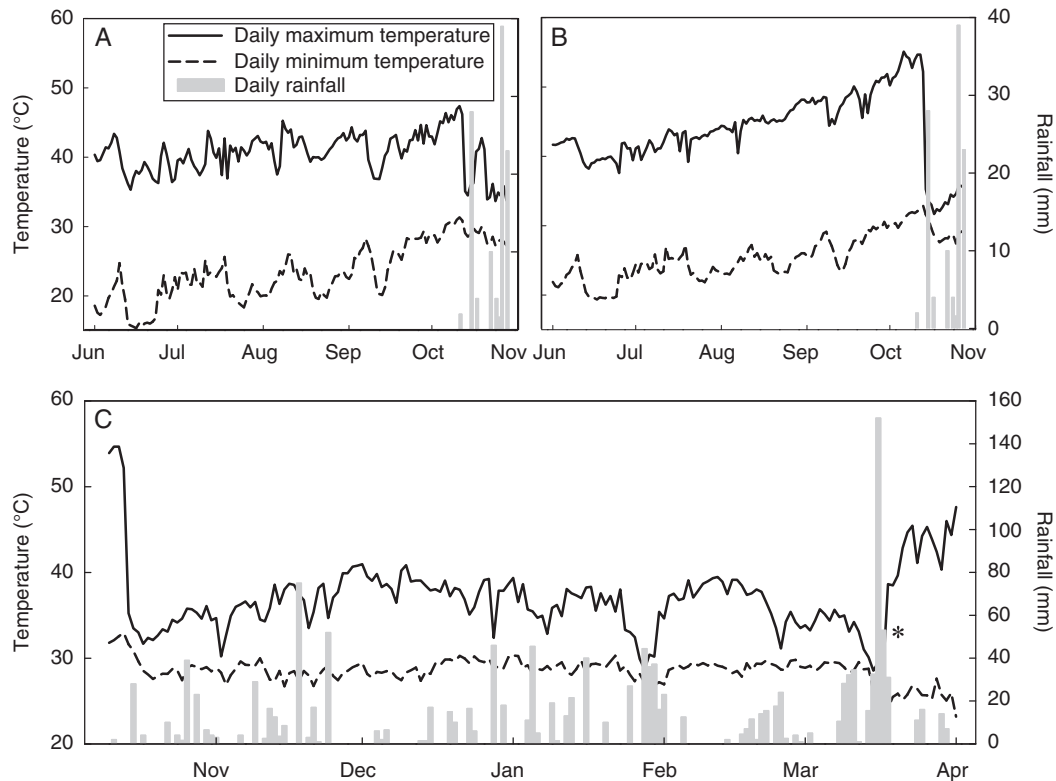 A
B
Daily maximum temperature
Daily minimum temperature
Daily rainfall
Temperature (°C)
60
50
40
30
20
40
30
20
10
0
Rainfall (mm)
Jun Jul Aug Sep Oct Nov
Jun Jul Aug Sep Oct Nov
C
Temperature (°C)
60
50
40
30
20
160
140
120
100
80
60
40
20
0
Rainfall (mm)
*
Nov Dec Jan Feb Mar Apr